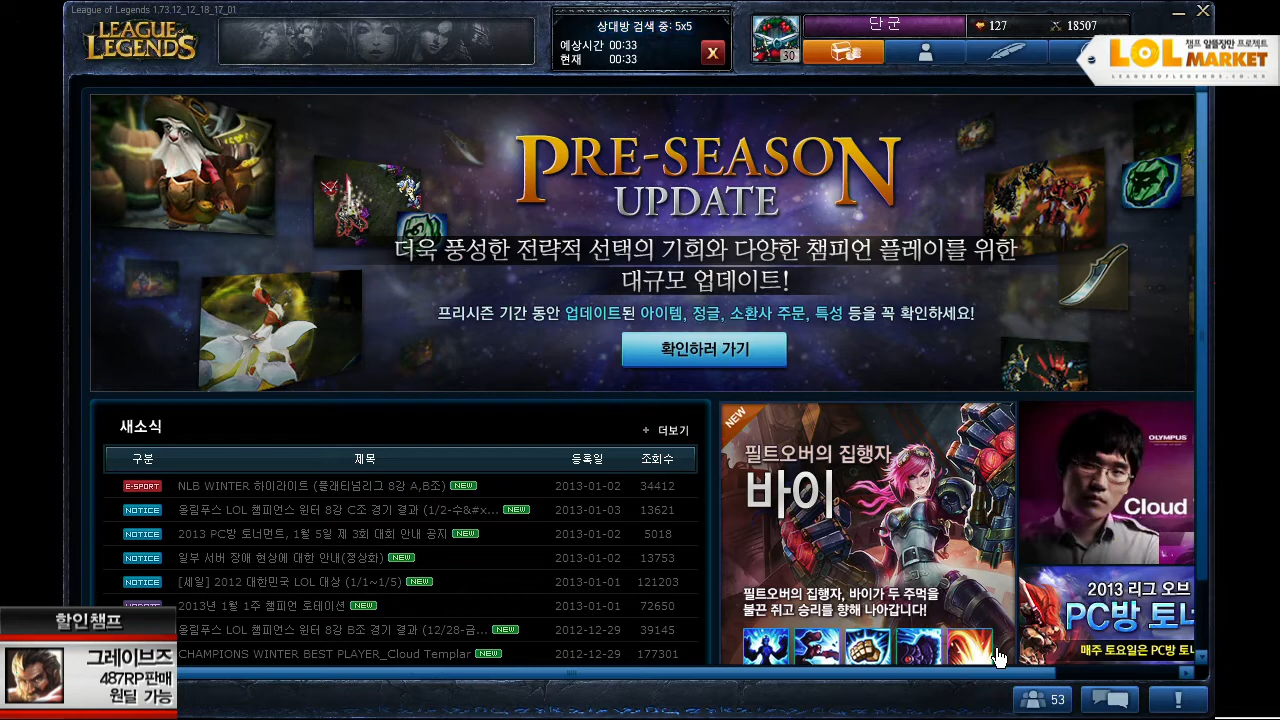 League of Legends 1.73.12_12_18_17_01
LEAGUE of LEGENDS
상대방 검색 중: 5x5
예상시간 00:33
현재 00:33
X
30
단군
127
18507
챔프 알뜰장만 프로젝트
LOL MARKET
LEAGUEOFLEGENDS.CO.KR
PRE-SEASON
UPDATE
더욱 풍성한 전략적 선택의 기회와 다양한 챔피언 플레이를 위한
대규모 업데이트!
프리시즌 기간 동안 업데이트된 아이템, 정글, 소환사 주문, 특성 등을 꼭 확인하세요!
확인하러 가기
새소식
+ 더보기
구분 제목 등록일 조회수
E-SPORT NLB WINTER 하이라이트 (플래티넘리그 8강 A,B조) NEW 2013-01-02 34412
NOTICE 올림푸스 LOL 챔피언스 윈터 8강 C조 경기 결과 (1/2-수&#x... NEW 2013-01-03 13621
NOTICE 2013 PC방 토너먼트, 1월 5일 제 3회 대회 안내 공지 NEW 2013-01-02 5018
NOTICE 일부 서버 장애 현상에 대한 안내(정상화) NEW 2013-01-02 13753
NOTICE [세일] 2012 대한민국 LOL 대상 (1/1~1/5) NEW 2013-01-01 121203
UPDATE 2013년 1월 1주 챔피언 로테이션 NEW 2013-01-01 72650
올림푸스 LOL 챔피언스 윈터 8강 B조 경기 결과 (12/28-금... NEW 2012-12-29 39145
CHAMPIONS WINTER BEST PLAYER_Cloud Templar NEW 2012-12-29 177301
NEW
필트오버의 집행자
바이
필트오버의 집행자, 바이가 두 주먹을
불끈 쥐고 승리를 향해 나아갑니다!
OLYMPUS
Cloud
2013 리그 오브
PC방 토너
매주 토요일은 PC방 토너
할인챔프
그레이브즈
487RP판매
원딜 가능
53